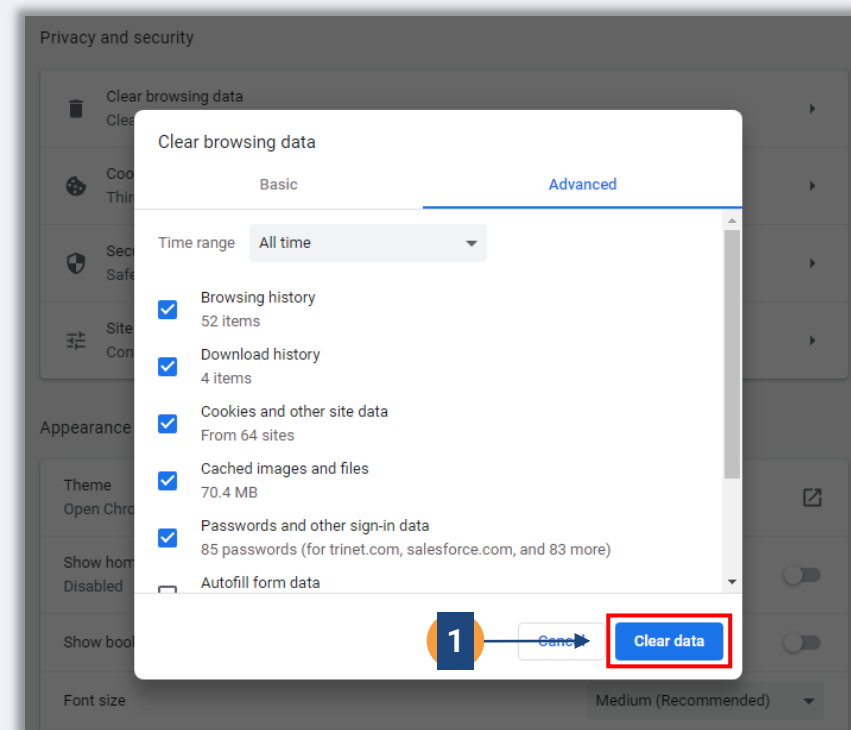 Privacy and security
Clear browsing data
Clea
Clear browsing data
Coo
Basic
Advanced
Thir
Time range
All time
Secu
Safe
Browsing history
52 items
Site
Con
Download history
4 items
Cookies and other site data
Appearance
From 64 sites
Cached images and files
Theme
70.4 MB
Open Chro
Passwords and other sign-in data
85 passwords (for trinet.com, salesforce.com, and 83 more)
Show hom
Disabled
Autofill form data
1
Cancel
Clear data
Show bool
Font size
Medium (Recommended)